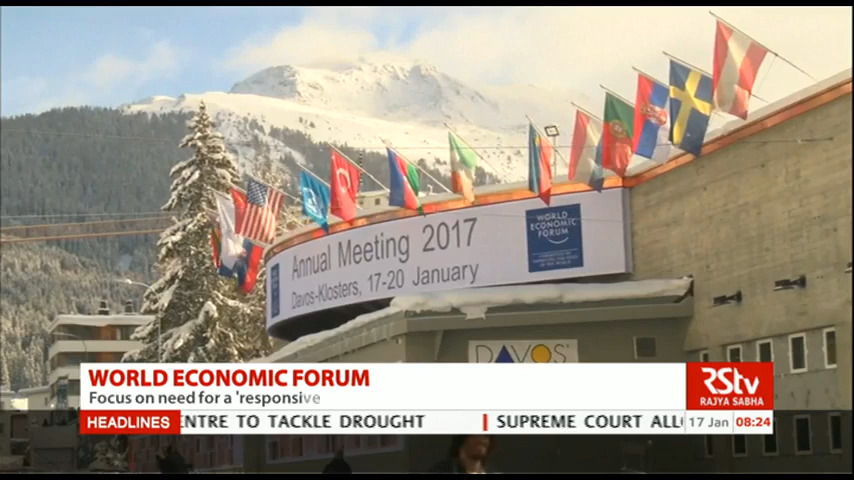 Annual Meeting 2017
Davos-Klosters, 17-20 January
WORLD
ECONOMIC
FORUM
DAVOS
WORLD ECONOMIC FORUM
Focus on need for a 'responsive
RSTV
RAJYA SABHA
HEADLINES
ENTRE TO TACKLE DROUGHT
SUPREME COURT ALL
17 Jan
08:24